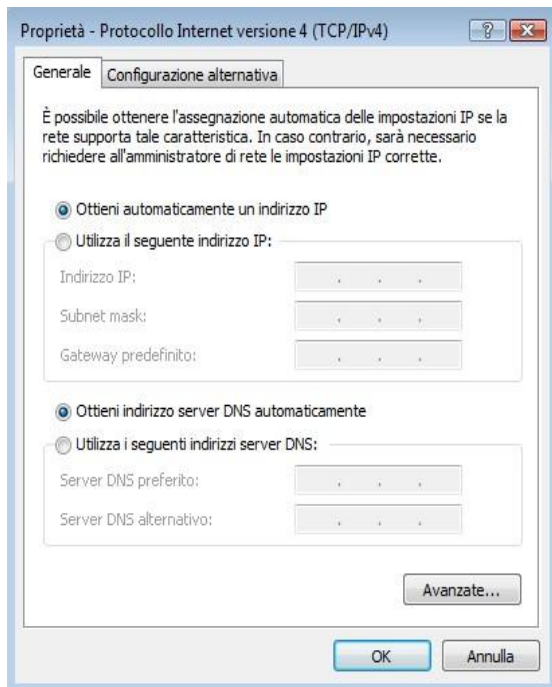 Proprietà - Protocollo Internet versione 4 (TCP/IPv4)
Generale
Configurazione alternativa
È possibile ottenere l'assegnazione automatica delle impostazioni IP se la
rete supporta tale caratteristica. In caso contrario, sarà necessario
richiedere all'amministratore di rete le impostazioni IP corrette.
Ottieni automaticamente un indirizzo IP
Utilizza il seguente indirizzo IP:
Indirizzo IP:
Subnet mask:
Gateway predefinito:
Ottieni indirizzo server DNS automaticamente
Utilizza i seguenti indirizzi server DNS:
Server DNS preferito:
Server DNS alternativo:
Avanzate...
OK
Annulla